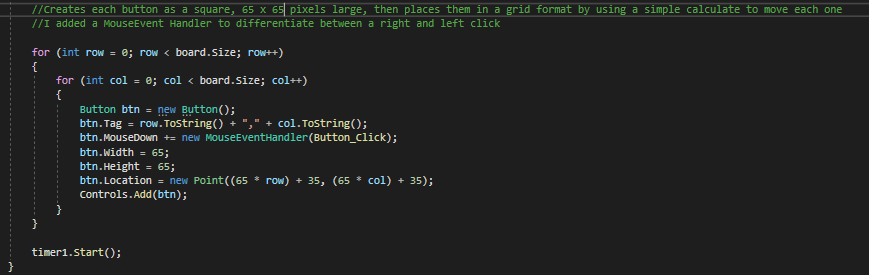 //Creates each button as a square, 65 x 65 pixels large, then places them in a grid format by using a simple calculate to move each one
//I added a MouseEvent Handler to differentiate between a right and left click
for (int row = 0; row < board.Size; row++)
{
for (int col = 0; col < board.Size; col++)
{
Button btn = new Button();
btn.Tag = row.ToString() + "," + col.ToString();
btn.MouseDown += new MouseEventHandler(Button_Click);
btn.Width = 65;
btn.Height = 65;
btn.Location = new Point((65 * row) + 35, (65 * col) + 35);
Controls.Add(btn);
}
}
timer1.Start();
}